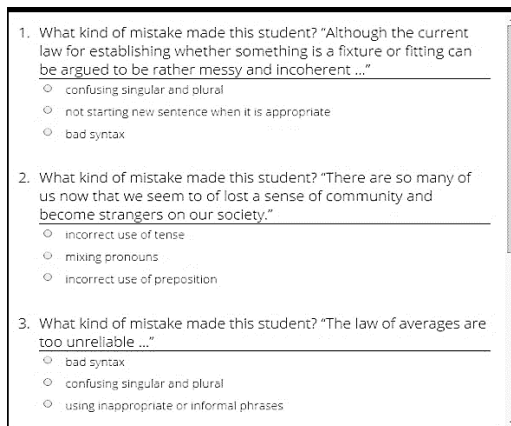 1. What kind of mistake made this student? "Although the current
law for establishing whether something is a fixture or fitting can
be argued to be rather messy and incoherent ..."
confusing singular and plural
not starting new sentence when it is appropriate
bad syntax
2. What kind of mistake made this student? "There are so many of
us now that we seem to of lost a sense of community and
become strangers on our society."
incorrect use of tense
mixing pronouns
incorrect use of preposition
3. What kind of mistake made this student? "The law of averages are
too unreliable ..."
bad syntax
confusing singular and plural
using inappropriate or informal phrases